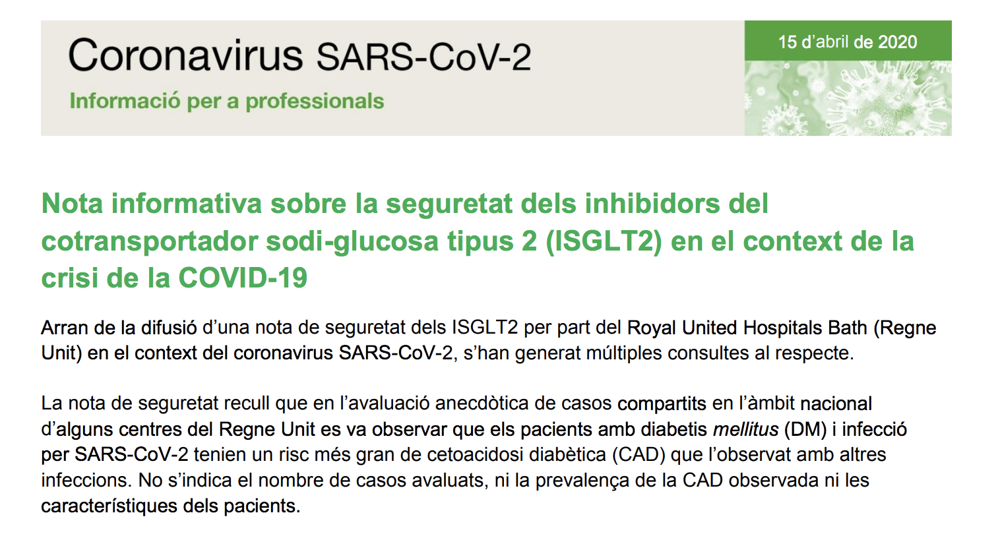 Coronavirus SARS-CoV-2
Informació per a professionals
15 d’abril de 2020
Nota informativa sobre la seguretat dels inhibidors del
cotransportador sodi-glucosa tipus 2 (ISGLT2) en el context de la
crisi de la COVID-19
Arran de la difusió d’una nota de seguretat dels ISGLT2 per part del Royal United Hospitals Bath (Regne
Unit) en el context del coronavirus SARS-CoV-2, s’han generat múltiples consultes al respecte.
La nota de seguretat recull que en l’avaluació anecdòtica de casos compartits en l’àmbit nacional
d’alguns centres del Regne Unit es va observar que els pacients amb diabetis mellitus (DM) i infecció
per SARS-CoV-2 tenien un risc més gran de cetoacidosi diabètica (CAD) que l’observat amb altres
infeccions. No s’indica el nombre de casos avaluats, ni la prevalença de la CAD observada ni les
característiques dels pacients.